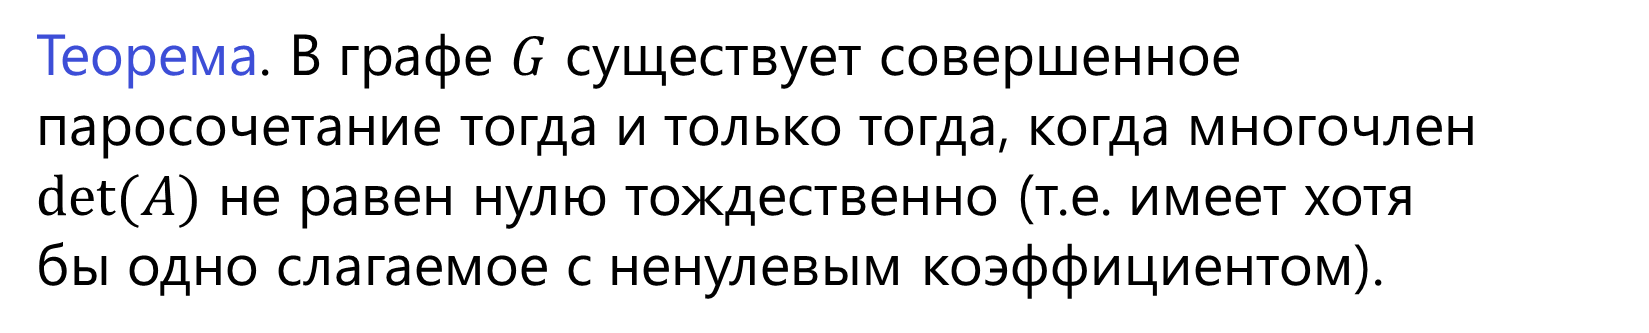 Теорема. В графе G существует совершенное
паросочетание тогда и только тогда, когда многочлен
det(A) не равен нулю тождественно (т.е. имеет хотя
бы одно слагаемое с ненулевым коэффициентом).